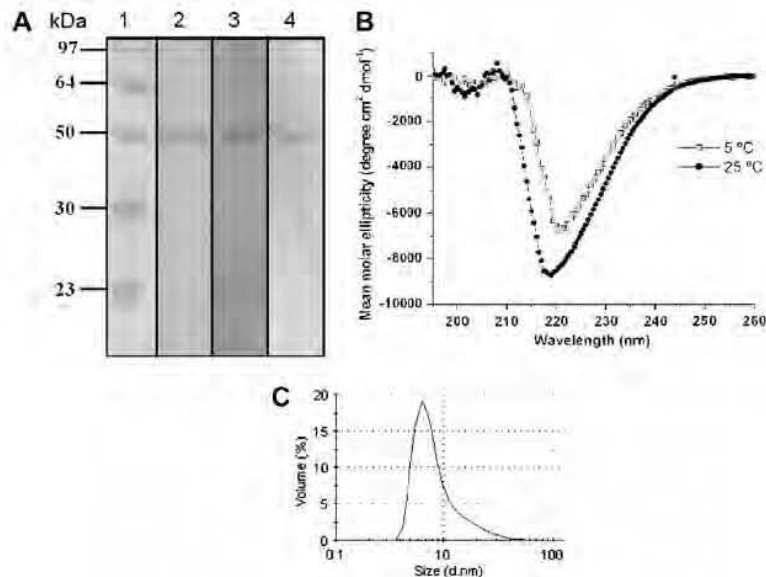 A kDa 1 2 3 4
97
64
50
30
23
B
Mean molar ellipticity (degree cm² dmol⁻¹)
0
-2000
-4000
-6000
-8000
-10000
5 ºC
25 ºC
200 210 220 230 240 250 260
Wavelength (nm)
C
Volume (%)
20
15
10
5
0
0.1 10 100
Size (d.nm)